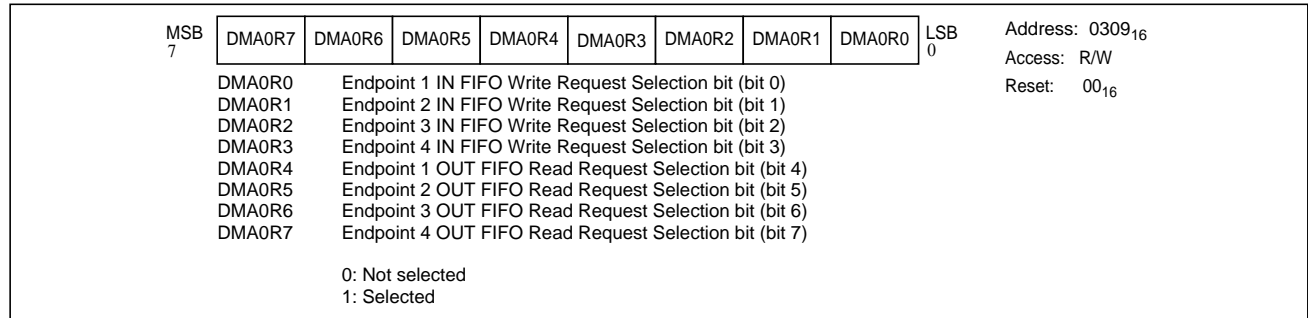 MSB DMA0R7 DMA0R6 DMA0R5 DMA0R4 DMA0R3 DMA0R2 DMA0R1 DMA0R0 LSB Address: 0309₁₆
7 0 Access: R/W
DMA0R0 Endpoint 1 IN FIFO Write Request Selection bit (bit 0) Reset: 00₁₆
DMA0R1 Endpoint 2 IN FIFO Write Request Selection bit (bit 1)
DMA0R2 Endpoint 3 IN FIFO Write Request Selection bit (bit 2)
DMA0R3 Endpoint 4 IN FIFO Write Request Selection bit (bit 3)
DMA0R4 Endpoint 1 OUT FIFO Read Request Selection bit (bit 4)
DMA0R5 Endpoint 2 OUT FIFO Read Request Selection bit (bit 5)
DMA0R6 Endpoint 3 OUT FIFO Read Request Selection bit (bit 6)
DMA0R7 Endpoint 4 OUT FIFO Read Request Selection bit (bit 7)
0: Not selected
1: Selected